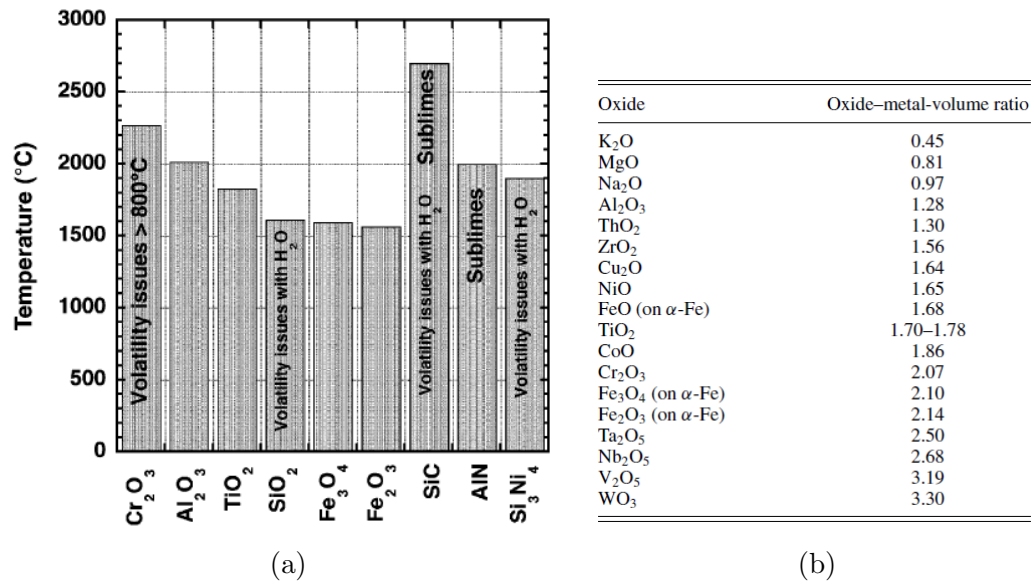 3000
2500
2000
1500
1000
500
0
Temperature (°C)
Volatility issues > 800°C
Volatility issues with H2O
Volatility issues with H2O Sublimes
Sublimes
Volatility issues with H2O
Cr2O3
Al2O3
TiO2
SiO2
Fe3O4
Fe2O3
SiC
AlN
Si3Ni4
(a)
Oxide Oxide–metal-volume ratio
K₂O 0.45
MgO 0.81
Na₂O 0.97
Al₂O₃ 1.28
ThO₂ 1.30
ZrO₂ 1.56
Cu₂O 1.64
NiO 1.65
FeO (on α-Fe) 1.68
TiO₂ 1.70–1.78
CoO 1.86
Cr₂O₃ 2.07
Fe₃O₄ (on α-Fe) 2.10
Fe₂O₃ (on α-Fe) 2.14
Ta₂O₅ 2.50
Nb₂O₅ 2.68
V₂O₅ 3.19
WO₃ 3.30
(b)